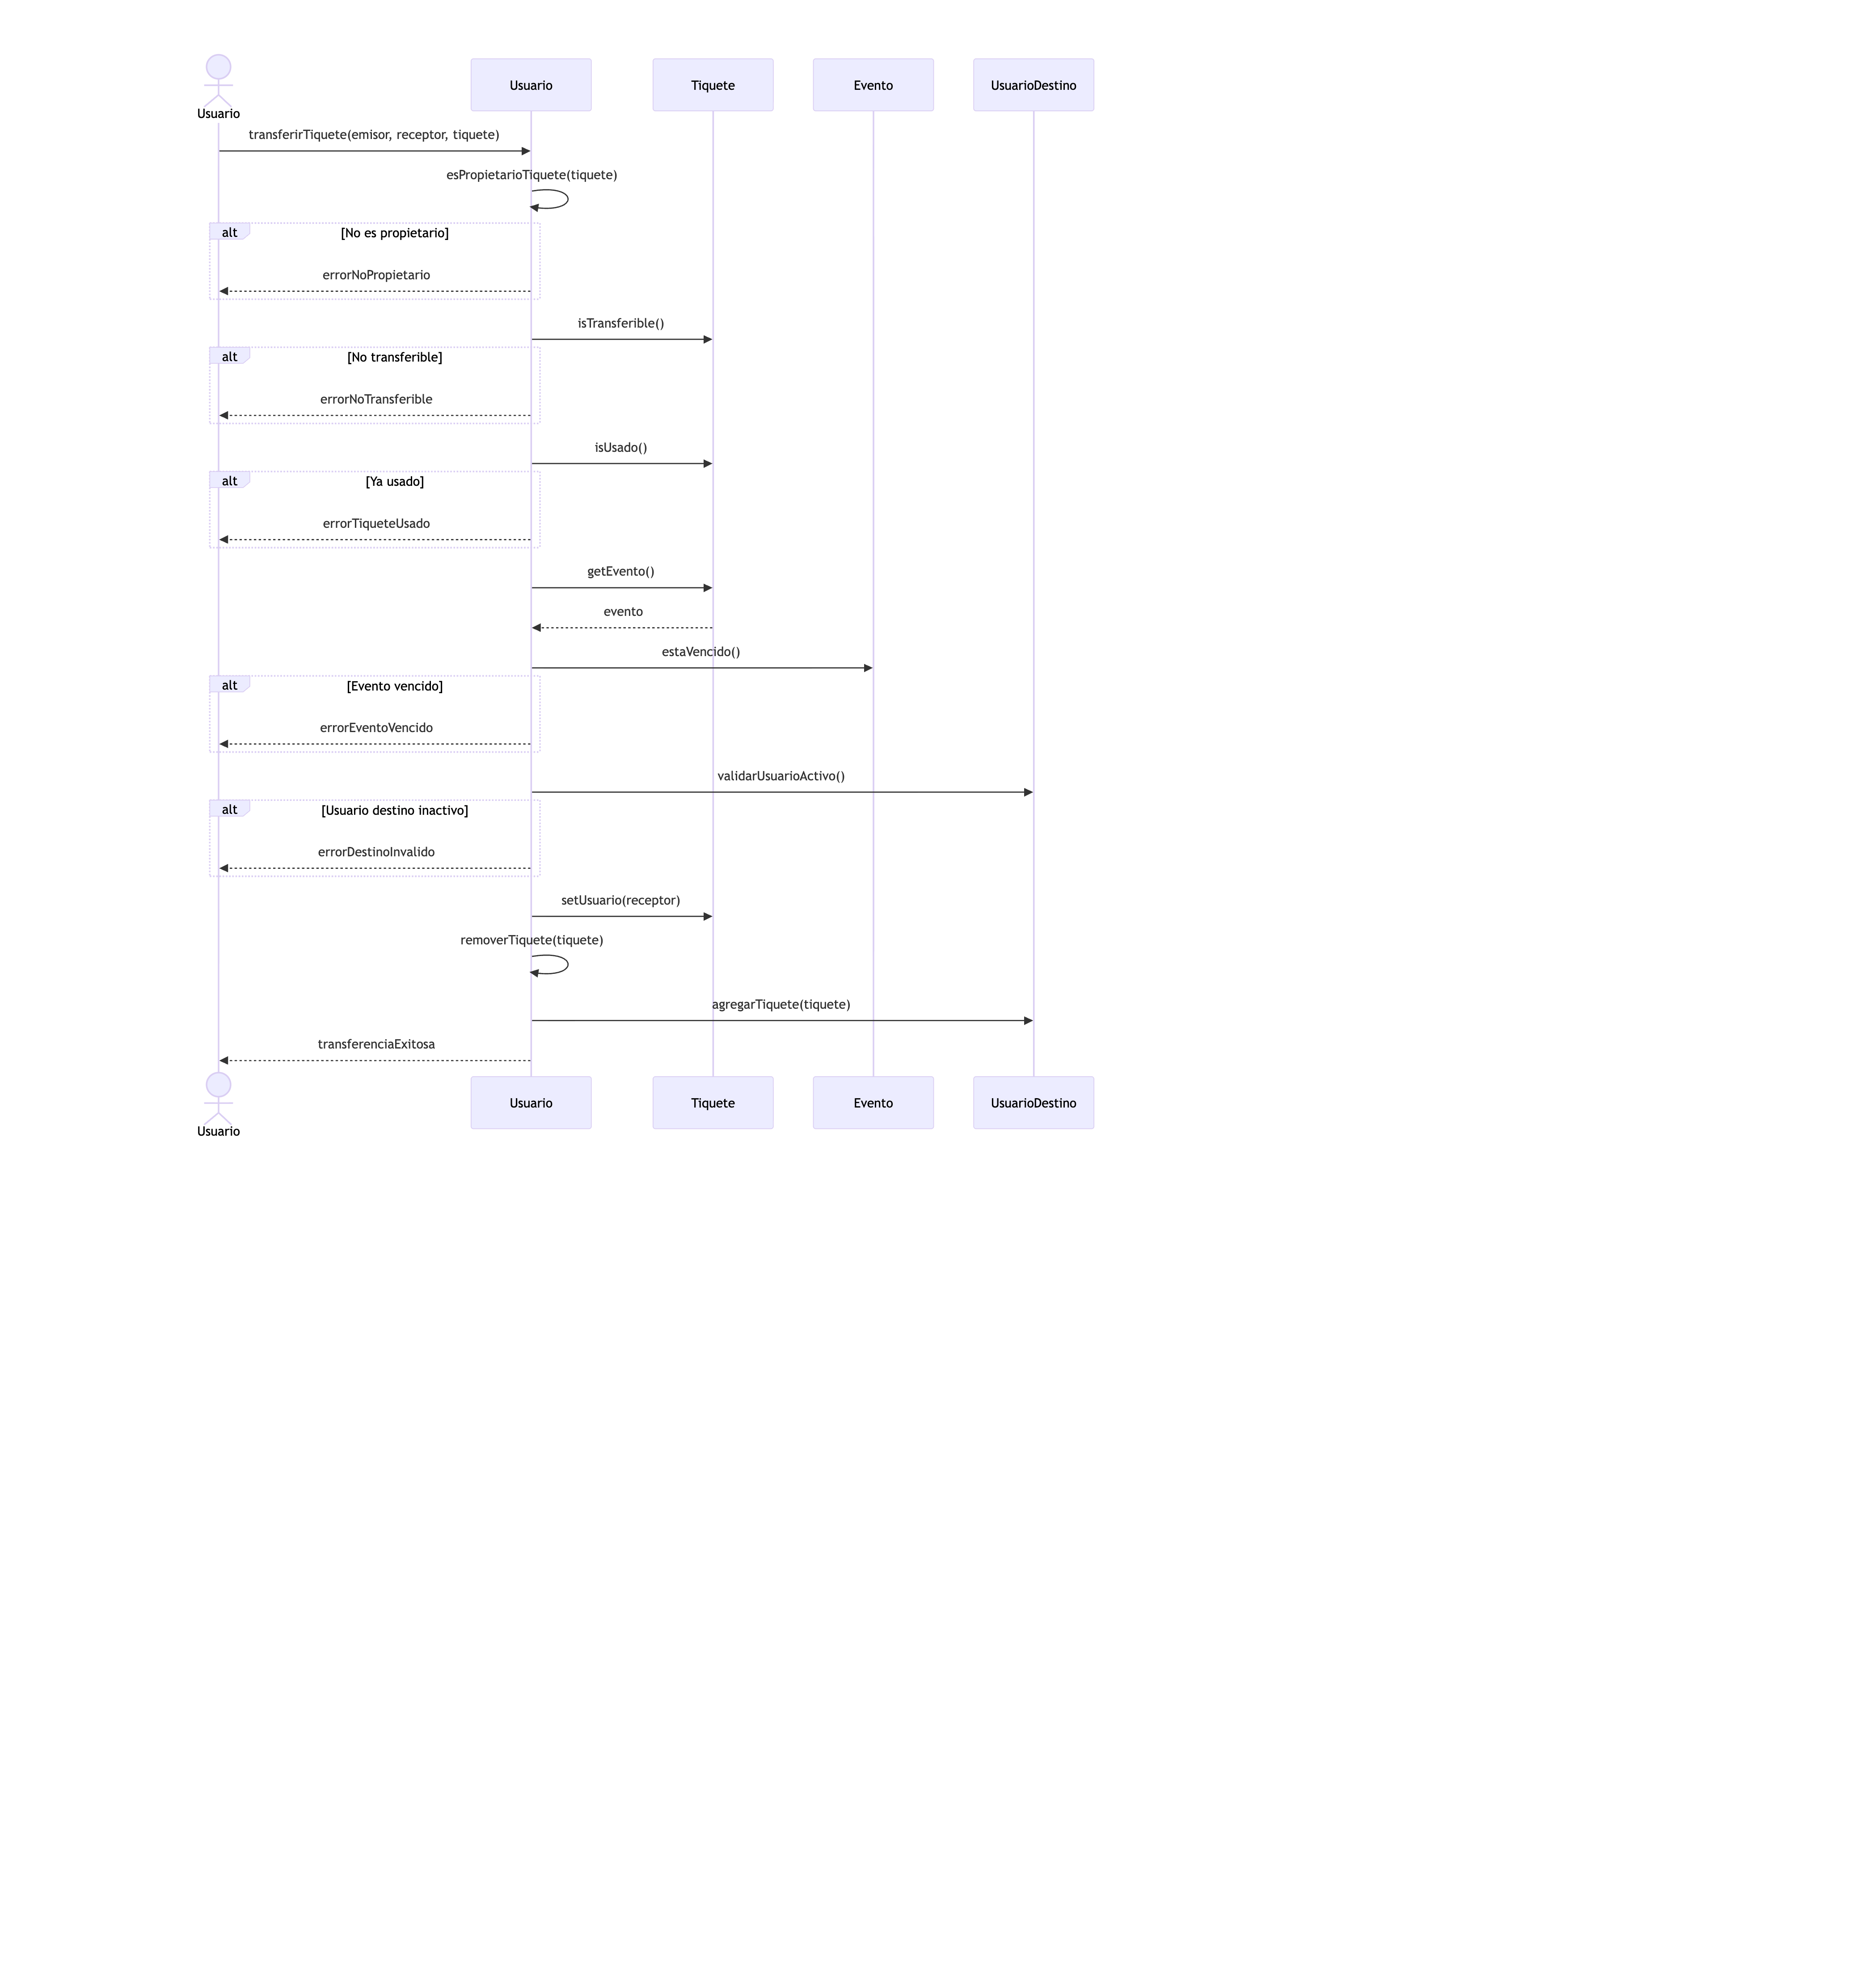 Usuario
Usuario
Tiquete
Evento
UsuarioDestino
transferirTiquete(emisor, receptor, tiquete)
esPropietarioTiquete(tiquete)
alt
[No es propietario]
errorNoPropietario
isTransferible()
alt
[No transferible]
errorNoTransferible
isUsado()
alt
[Ya usado]
errorTiqueteUsado
getEvento()
evento
estaVencido()
alt
[Evento vencido]
errorEventoVencido
validarUsuarioActivo()
alt
[Usuario destino inactivo]
errorDestinoInvalido
setUsuario(receptor)
removerTiquete(tiquete)
agregarTiquete(tiquete)
transferenciaExitosa
Usuario
Usuario
Tiquete
Evento
UsuarioDestino